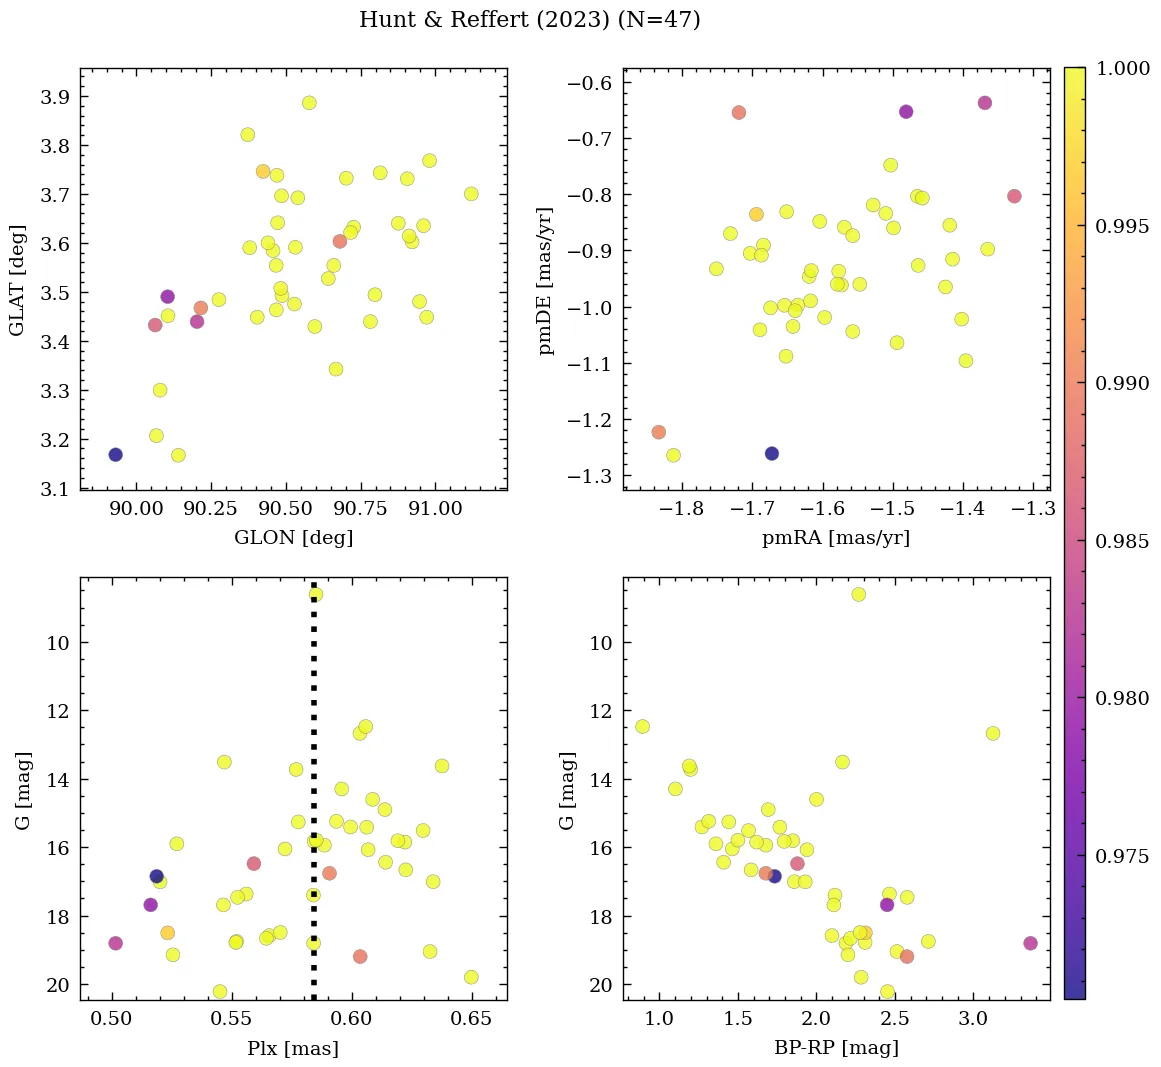 Hunt & Reffert (2023) (N=47)
3.9
3.8
3.7
3.6
3.5
3.4
3.3
3.2
3.1
GLAT [deg]
90.00 90.25 90.50 90.75 91.00
GLON [deg]
−0.6
−0.7
−0.8
−0.9
−1.0
−1.1
−1.2
−1.3
pmDE [mas/yr]
−1.8 −1.7 −1.6 −1.5 −1.4 −1.3
pmRA [mas/yr]
1.000
0.995
0.990
0.985
0.980
0.975
10
12
14
16
18
20
G [mag]
0.50 0.55 0.60 0.65
Plx [mas]
10
12
14
16
18
20
G [mag]
1.0 1.5 2.0 2.5 3.0
BP-RP [mag]